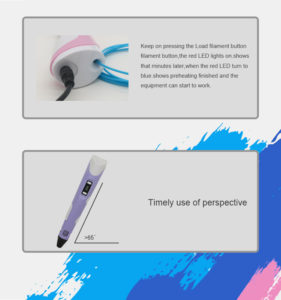 Keep on pressing the Load filament button
filament button,the red LED lights on shows
that minutes later,when the red LED turn to
blue.shows preheating finished and the
equipment can start to work.
Timely use of perspective
>65°